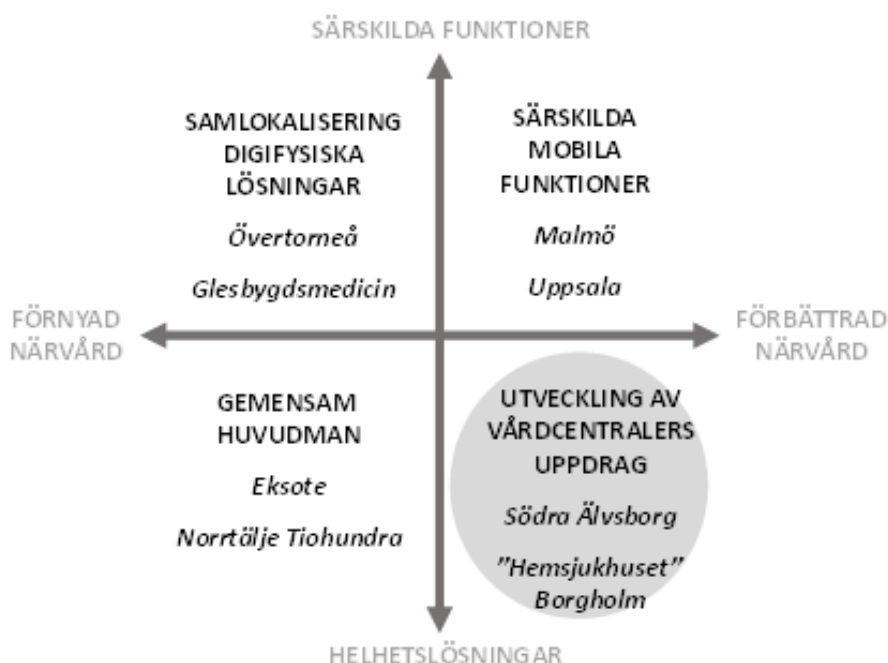 SÄRSKILDA FUNKTIONER
SAMLOKALISERING
DIGIFYSISKA
LÖSNINGAR
Övertorneå
Glesbygdsmedicin
SÄRSKILDA
MOBILA
FUNKTIONER
Malmö
Uppsala
FÖRNYAD
NÄRVÅRD
FÖRBÄTTRAD
NÄRVÅRD
GEMENSAM
HUVUDMAN
Eksote
Norrtälje Tiohundra
UTVECKLING AV
VÅRDCENTRALERS
UPPDRAG
Södra Älvsborg
”Hemsjukhuset”
Borgholm
HELHETSLÖSNINGAR